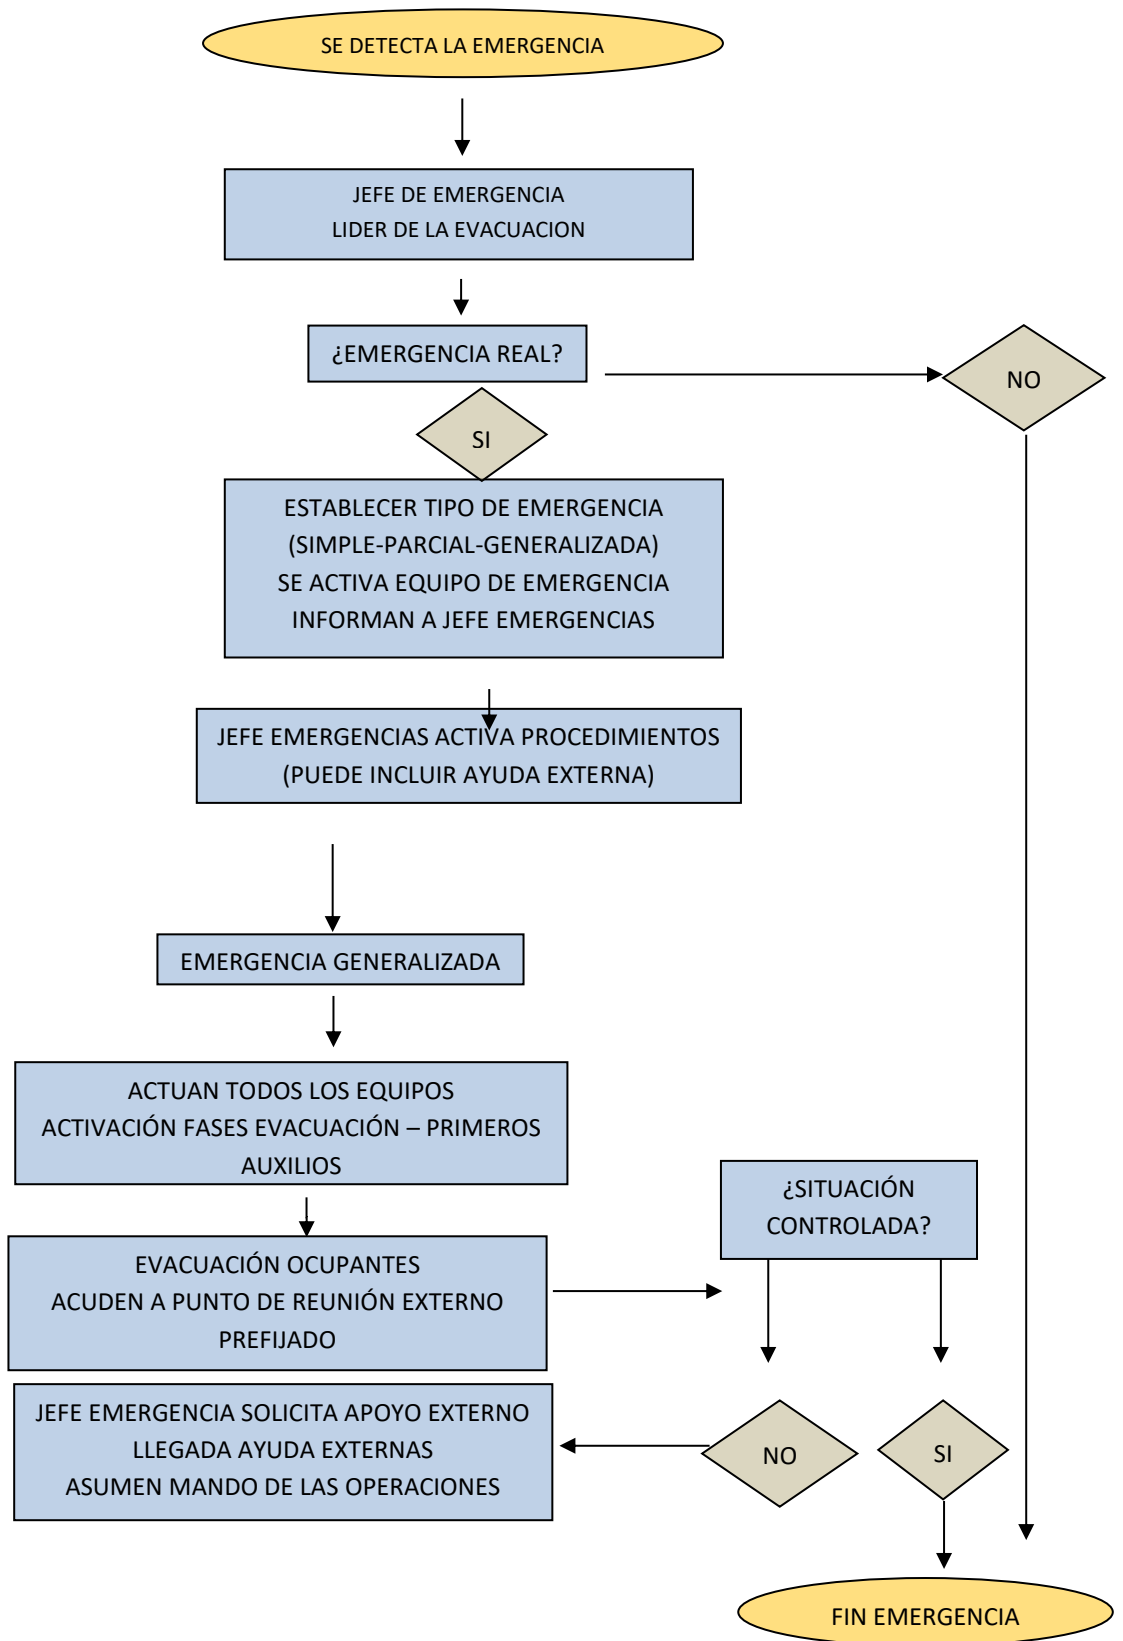 SE DETECTA LA EMERGENCIA
JEFE DE EMERGENCIA
LIDER DE LA EVACUACION
¿EMERGENCIA REAL?
NO
SI
ESTABLECER TIPO DE EMERGENCIA
(SIMPLE-PARCIAL-GENERALIZADA)
SE ACTIVA EQUIPO DE EMERGENCIA
INFORMAN A JEFE EMERGENCIAS
JEFE EMERGENCIAS ACTIVA PROCEDIMIENTOS
(PUEDE INCLUIR AYUDA EXTERNA)
EMERGENCIA GENERALIZADA
ACTUAN TODOS LOS EQUIPOS
ACTIVACIÓN FASES EVACUACIÓN – PRIMEROS
AUXILIOS
¿SITUACIÓN
CONTROLADA?
EVACUACIÓN OCUPANTES
ACUDEN A PUNTO DE REUNIÓN EXTERNO
PREFIJADO
JEFE EMERGENCIA SOLICITA APOYO EXTERNO
LLEGADA AYUDA EXTERNAS
ASUMEN MANDO DE LAS OPERACIONES
NO
SI
FIN EMERGENCIA